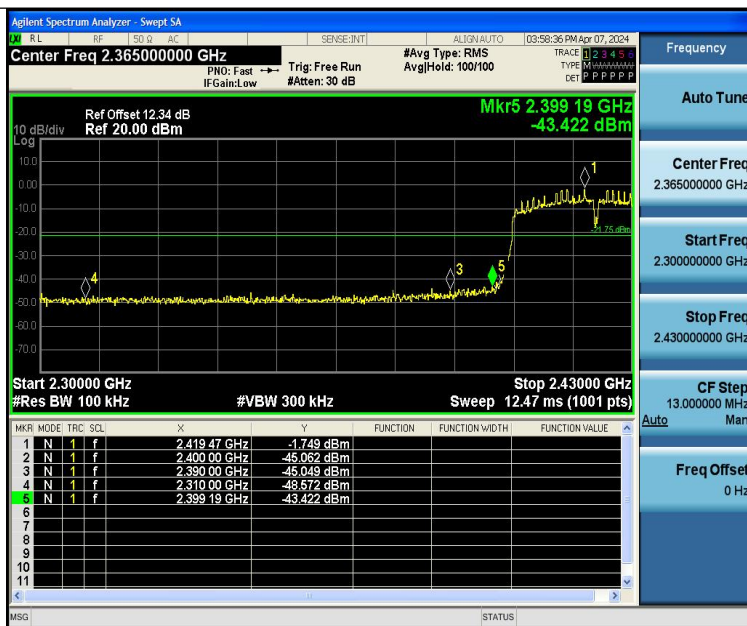 Agilent Spectrum Analyzer - Swept SA
LXI RL RF 50 Ω AC SENSE:INT ALIGNAUTO 03:58:36 PM Apr 07, 2024
Center Freq 2.365000000 GHz #Avg Type: RMS TRACE 1 2 3 4 5 6
PNO: Fast Trig: Free Run Avg|Hold: 100/100 TYPE M
IFGain:Low #Atten: 30 dB DET P P P P P P
Ref Offset 12.34 dB Mkr5 2.399 19 GHz
10 dB/div Ref 20.00 dBm -43.422 dBm
Log
10.0
0.00
-10.0
-20.0
-21.75 dBm
-30.0
-40.0
-50.0
-60.0
-70.0
1
3
4
5
Start 2.30000 GHz Stop 2.43000 GHz
#Res BW 100 kHz #VBW 300 kHz Sweep 12.47 ms (1001 pts)
MKR MODE TRC SCL X Y FUNCTION FUNCTION WIDTH FUNCTION VALUE
1 N 1 f 2.419 47 GHz -1.749 dBm
2 N 1 f 2.400 00 GHz -45.062 dBm
3 N 1 f 2.390 00 GHz -45.049 dBm
4 N 1 f 2.310 00 GHz -48.572 dBm
5 N 1 f 2.399 19 GHz -43.422 dBm
6
7
8
9
10
11
MSG STATUS
Frequency
Auto Tune
Center Freq
2.365000000 GHz
Start Freq
2.300000000 GHz
Stop Freq
2.430000000 GHz
CF Step
13.000000 MHz
Auto Man
Freq Offset
0 Hz